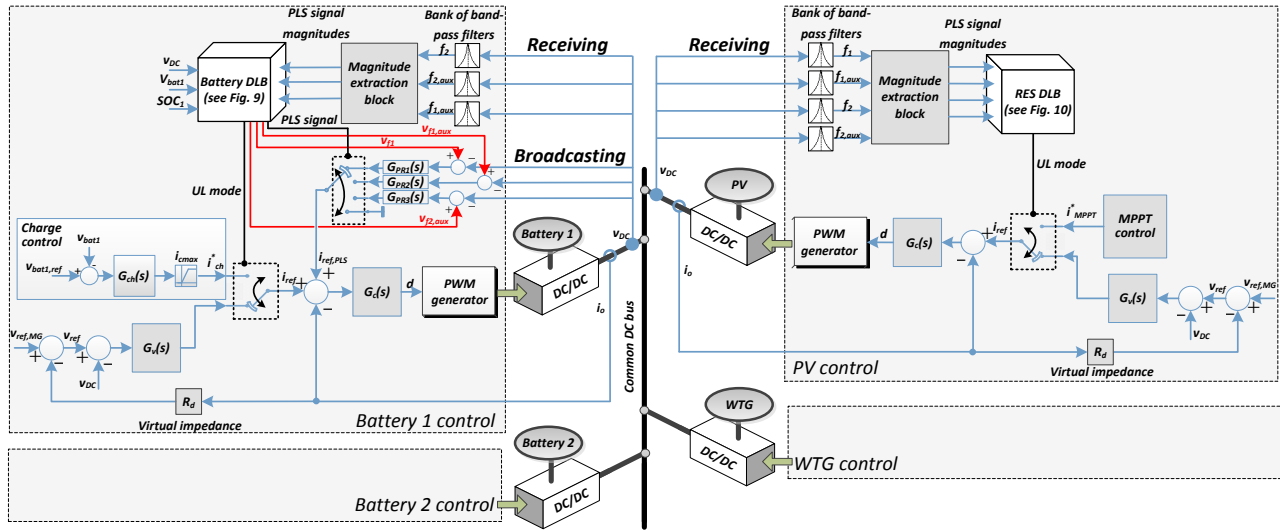 PLS signal
magnitudes
Bank of band-
pass filters
Receiving
v_DC
V_bat1
SOC_1
Battery DLB
(see Fig. 9)
Magnitude
extraction
block
f_2
f_2,aux
f_1,aux
PLS signal
v_f1,aux
v_f1
Broadcasting
UL mode
G_PR1(s)
G_PR2(s)
G_PR3(s)
+
−
+
−
+
−
v_f2,aux
Charge control
v_bat1
v_bat1,ref
+
−
G_ch(s)
i_cmax
i*_ch
i_ref
i_ref,PLS
+
+
−
G_c(s)
d
PWM
generator
Battery 1
DC/DC
v_DC
i_o
v_ref,MG
+
−
v_ref
+
−
v_DC
G_v(s)
R_d
Virtual impedance
Battery 1 control
Battery 2
DC/DC
Battery 2 control
Common DC bus
Receiving
Bank of band-
pass filters
PLS signal
magnitudes
f_1
f_1,aux
f_2
f_2,aux
Magnitude
extraction
block
RES DLB
(see Fig. 10)
UL mode
v_DC
PV
DC/DC
i_o
PWM
generator
d
G_c(s)
+
−
i_ref
i*_MPPT
MPPT
control
G_v(s)
v_ref
+
−
v_DC
v_ref,MG
+
−
R_d
Virtual impedance
PV control
WTG
DC/DC
WTG control